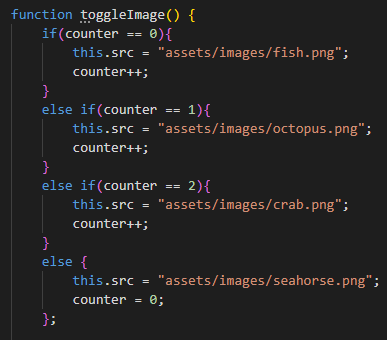 function toggleImage() {
    if(counter == 0){
        this.src = "assets/images/fish.png";
        counter++;
    }
    else if(counter == 1){
        this.src = "assets/images/octopus.png";
        counter++;
    }
    else if(counter == 2){
        this.src = "assets/images/crab.png";
        counter++;
    }
    else {
        this.src = "assets/images/seahorse.png";
        counter = 0;
    };